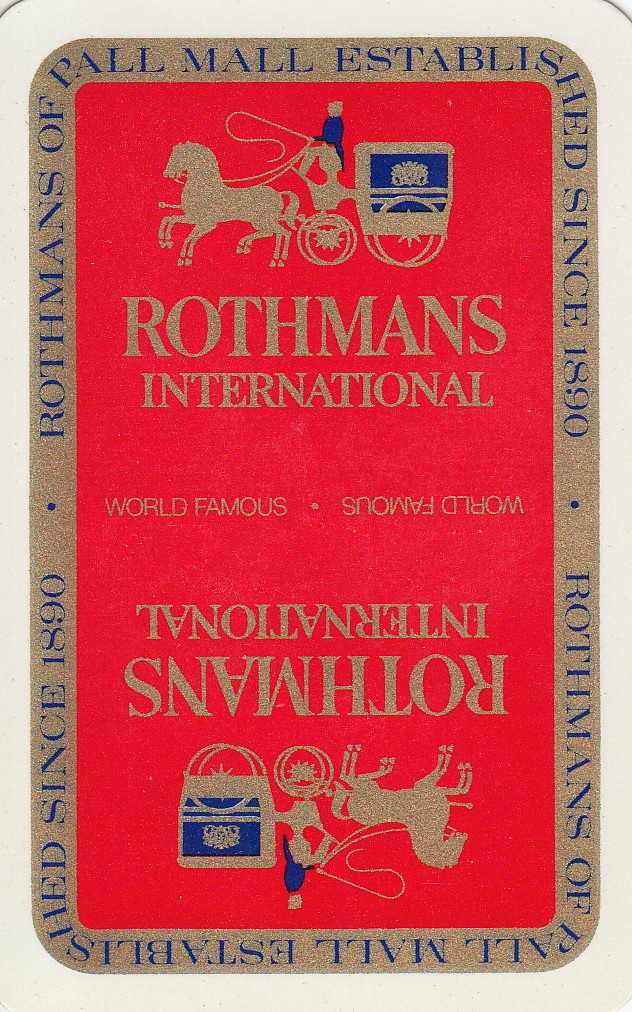 ROTHMANS OF PALL MALL ESTABLISHED SINCE 1890 •
ROTHMANS
INTERNATIONAL
WORLD FAMOUS • WORLD FAMOUS
INTERNATIONAL
ROTHMANS
ROTHMANS OF PALL MALL ESTABLISHED SINCE 1890 •